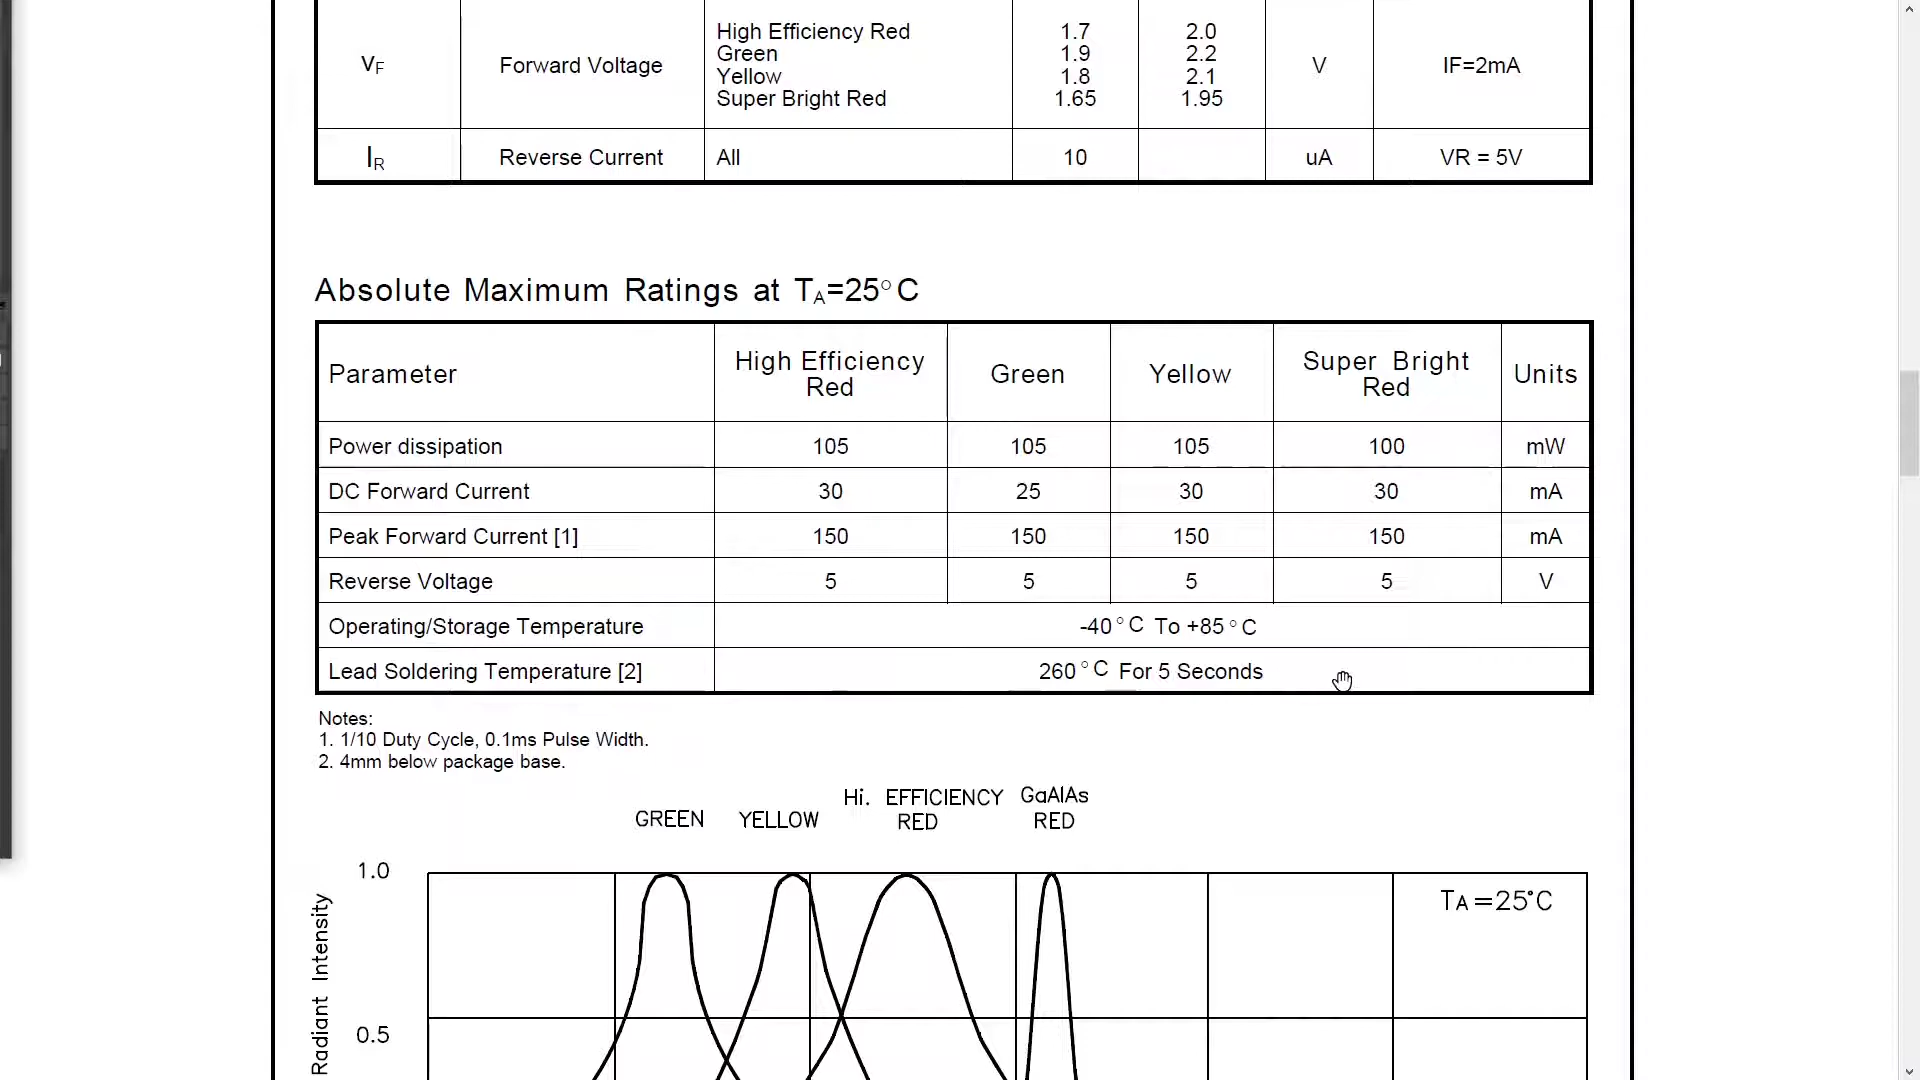 VF Forward Voltage High Efficiency Red 1.7 2.0 V IF=2mA
Green 1.9 2.2
Yellow 1.8 2.1
Super Bright Red 1.65 1.95
IR Reverse Current All 10 uA VR = 5V
Absolute Maximum Ratings at TA=25°C
Parameter High Efficiency Red Green Yellow Super Bright Red Units
Power dissipation 105 105 105 100 mW
DC Forward Current 30 25 30 30 mA
Peak Forward Current [1] 150 150 150 150 mA
Reverse Voltage 5 5 5 5 V
Operating/Storage Temperature -40°C To +85°C
Lead Soldering Temperature [2] 260°C For 5 Seconds
Notes:
1. 1/10 Duty Cycle, 0.1ms Pulse Width.
2. 4mm below package base.
GREEN YELLOW Hi. EFFICIENCY RED GaAlAs RED
1.0
TA=25°C
Radiant Intensity
0.5